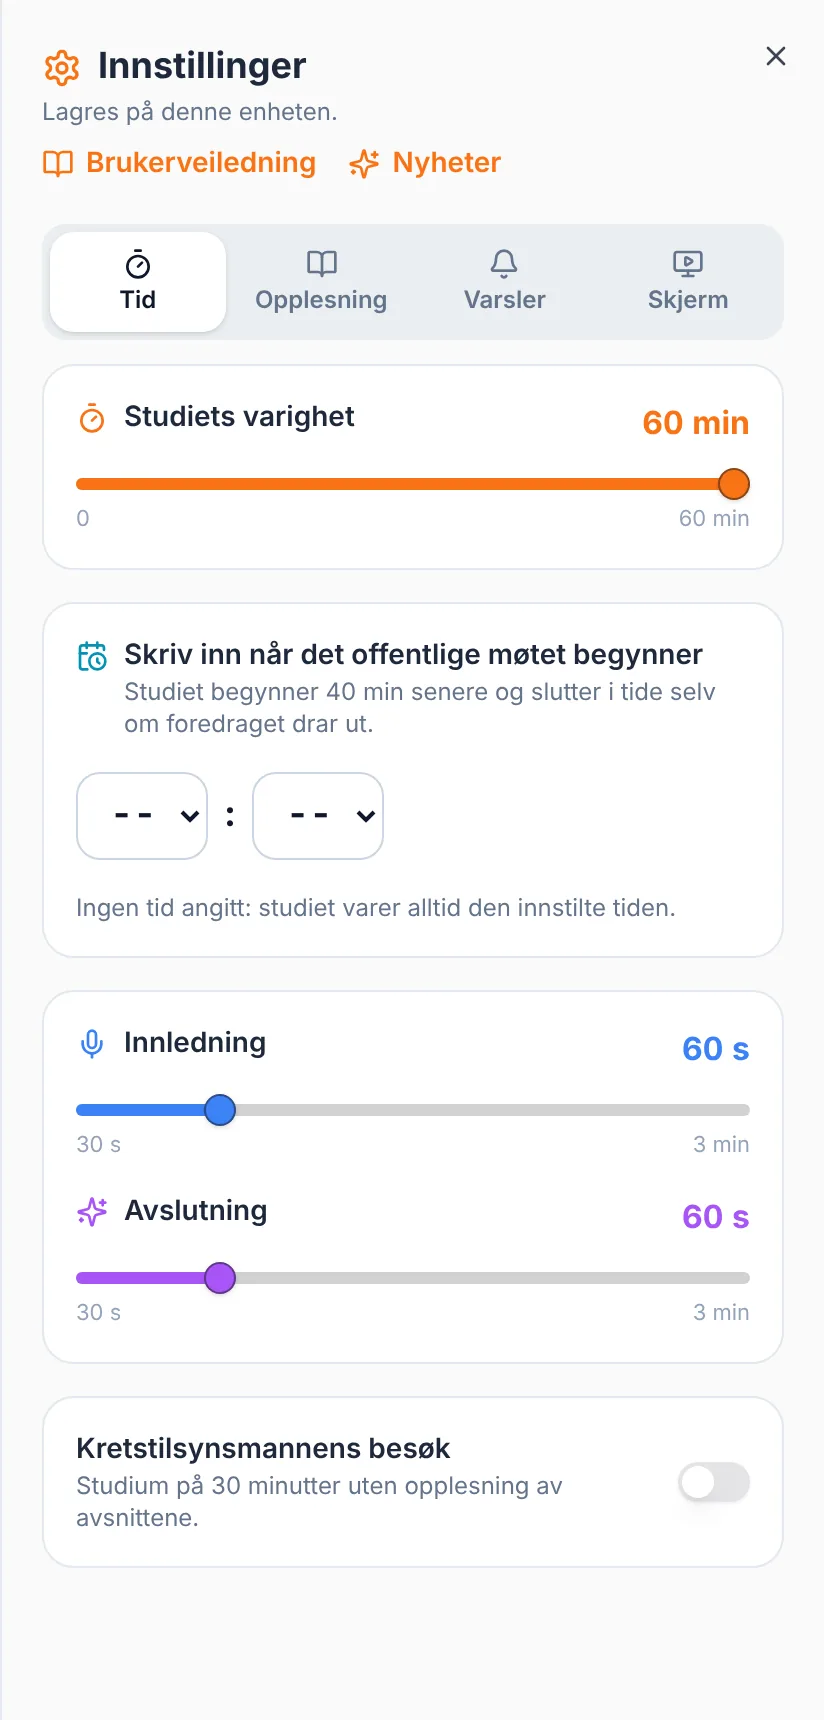 Innstillinger
Lagres på denne enheten.
Brukerveiledning Nyheter
Tid Opplesning Varsler Skjerm
Studiets varighet 60 min
0 60 min
Skriv inn når det offentlige møtet begynner
Studiet begynner 40 min senere og slutter i tide selv
om foredraget drar ut.
-- : --
Ingen tid angitt: studiet varer alltid den innstilte tiden.
Innledning 60 s
30 s 3 min
Avslutning 60 s
30 s 3 min
Kretstilsynsmannens besøk
Studium på 30 minutter uten opplesning av
avsnittene.